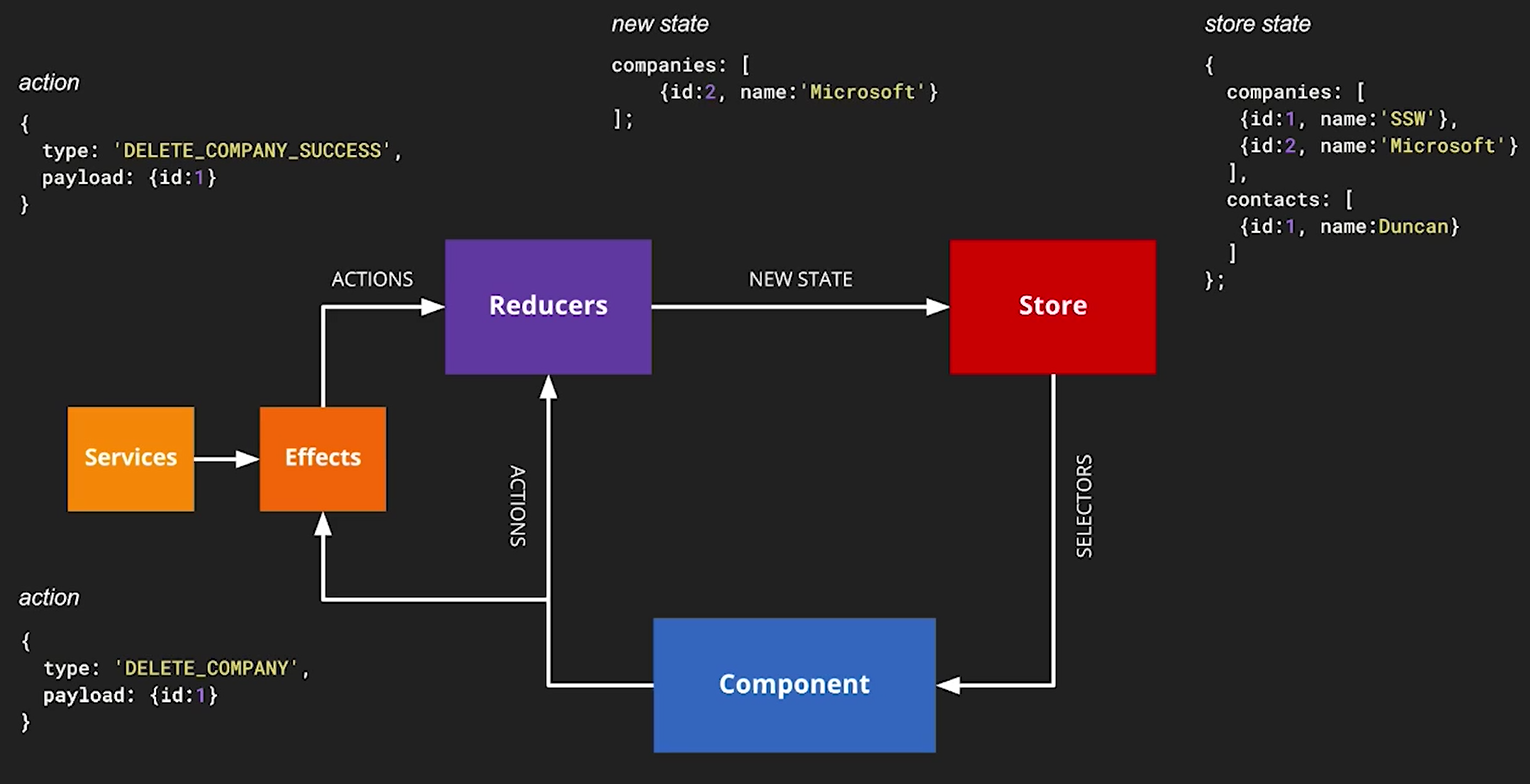 action
{
  type: 'DELETE_COMPANY_SUCCESS',
  payload: {id:1}
}
new state
companies: [
    {id:2, name:'Microsoft'}
];
store state
{
  companies: [
   {id:1, name:'SSW'},
   {id:2, name:'Microsoft'}
  ],
  contacts: [
   {id:1, name:Duncan}
  ]
};
ACTIONS
Reducers
NEW STATE
Store
Services
Effects
ACTIONS
SELECTORS
action
{
  type: 'DELETE_COMPANY',
  payload: {id:1}
}
Component